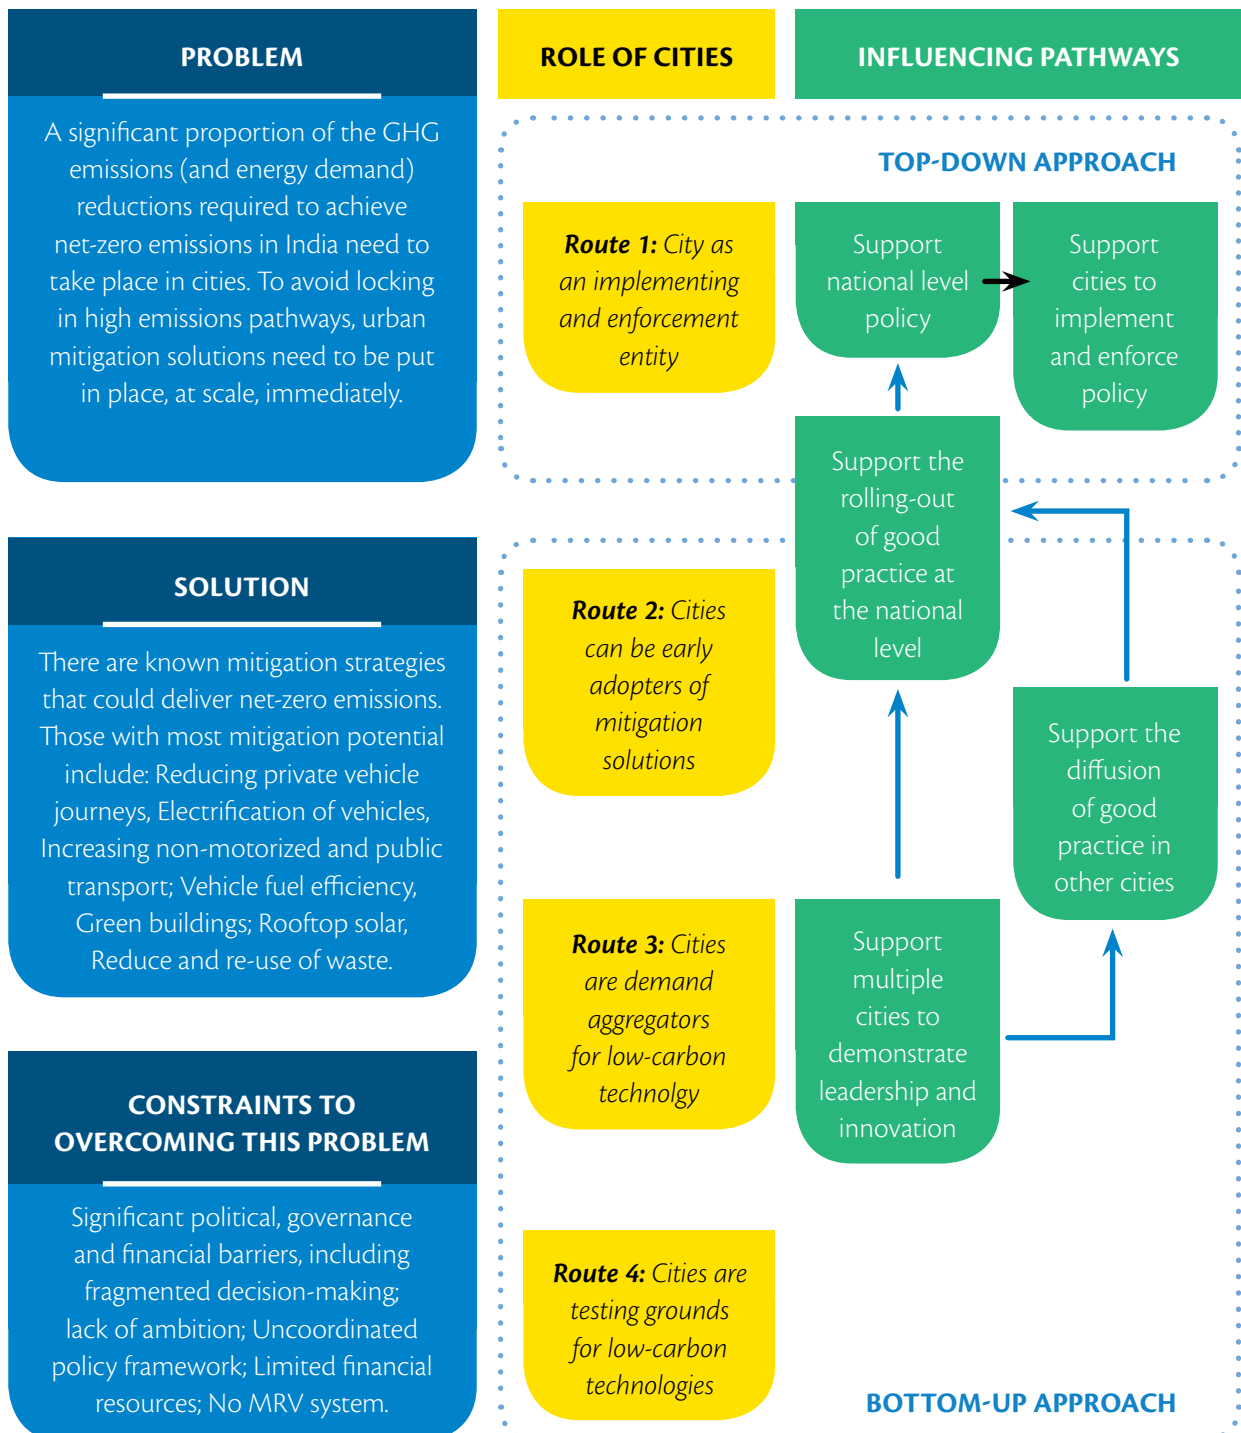 PROBLEM
A significant proportion of the GHG
emissions (and energy demand)
reductions required to achieve
net-zero emissions in India need to
take place in cities. To avoid locking
in high emissions pathways, urban
mitigation solutions need to be put
in place, at scale, immediately.
SOLUTION
There are known mitigation strategies
that could deliver net-zero emissions.
Those with most mitigation potential
include: Reducing private vehicle
journeys, Electrification of vehicles,
Increasing non-motorized and public
transport; Vehicle fuel efficiency,
Green buildings; Rooftop solar,
Reduce and re-use of waste.
CONSTRAINTS TO
OVERCOMING THIS PROBLEM
Significant political, governance
and financial barriers, including
fragmented decision-making;
lack of ambition; Uncoordinated
policy framework; Limited financial
resources; No MRV system.
ROLE OF CITIES
Route 1: City as
an implementing
and enforcement
entity
Route 2: Cities
can be early
adopters of
mitigation
solutions
Route 3: Cities
are demand
aggregators
for low-carbon
technolgy
Route 4: Cities are
testing grounds
for low-carbon
technologies
INFLUENCING PATHWAYS
TOP-DOWN APPROACH
Support
national level
policy
Support
cities to
implement
and enforce
policy
Support the
rolling-out
of good
practice at
the national
level
Support the
diffusion
of good
practice in
other cities
Support
multiple
cities to
demonstrate
leadership and
innovation
BOTTOM-UP APPROACH